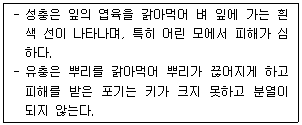 - 성충은 잎의 엽육을 갉아먹어 벼 잎에 가는 흰
색 선이 나타나며, 특히 어린 모에서 피해가 심
하다.
- 유충은 뿌리를 갉아먹어 뿌리가 끊어지게 하고
피해를 받은 포기는 키가 크지 못하고 분열이
되지 않는다.